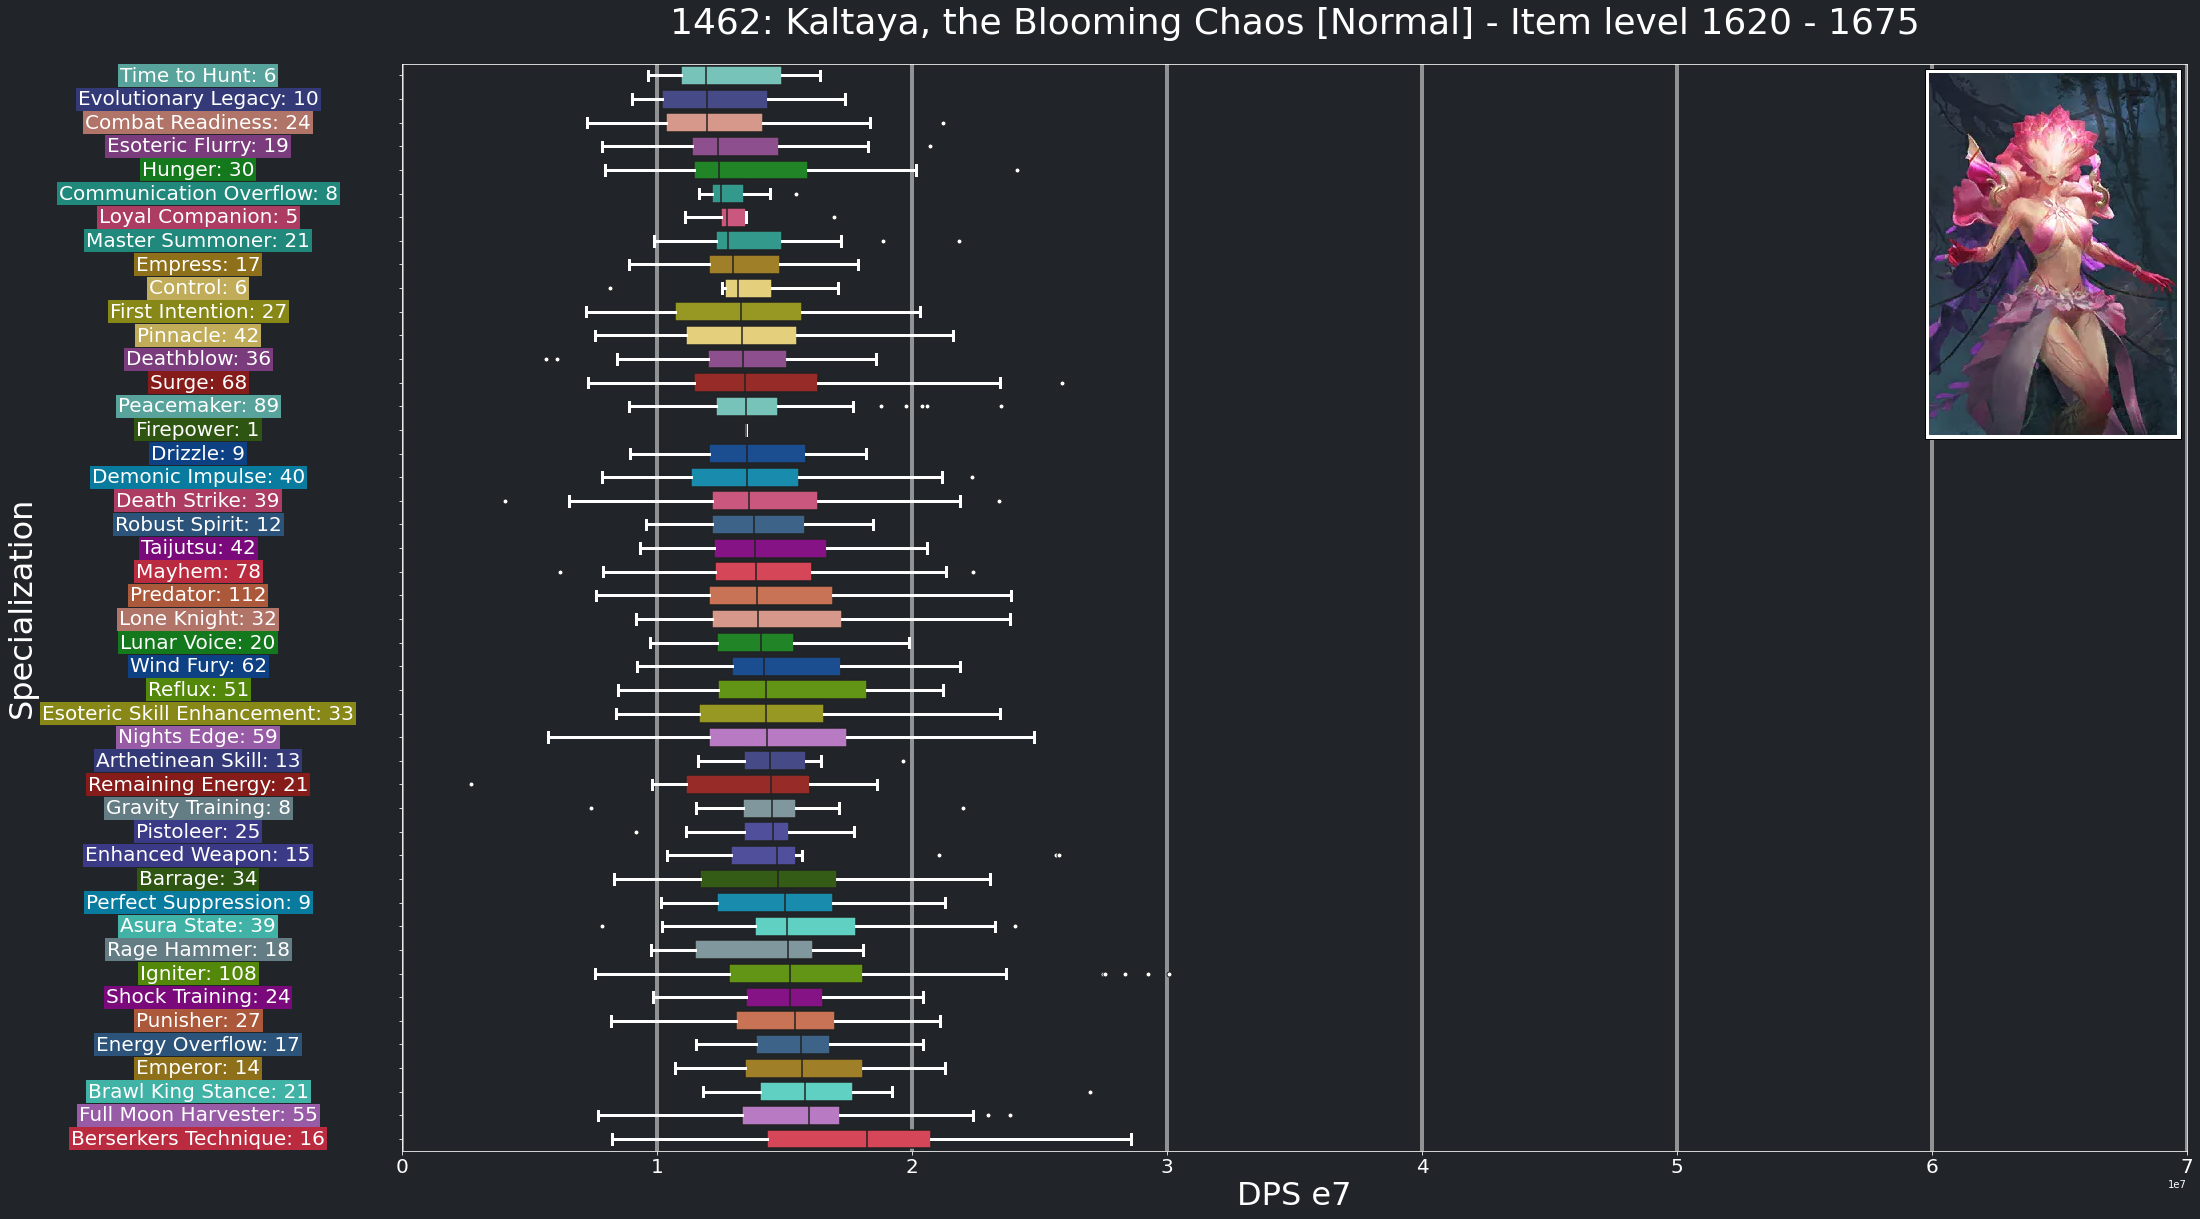 1462: Kaltaya, the Blooming Chaos [Normal] - Item level 1620 - 1675
Specialization
Time to Hunt: 6
Evolutionary Legacy: 10
Combat Readiness: 24
Esoteric Flurry: 19
Hunger: 30
Communication Overflow: 8
Loyal Companion: 5
Master Summoner: 21
Empress: 17
Control: 6
First Intention: 27
Pinnacle: 42
Deathblow: 36
Surge: 68
Peacemaker: 89
Firepower: 1
Drizzle: 9
Demonic Impulse: 40
Death Strike: 39
Robust Spirit: 12
Taijutsu: 42
Mayhem: 78
Predator: 112
Lone Knight: 32
Lunar Voice: 20
Wind Fury: 62
Reflux: 51
Esoteric Skill Enhancement: 33
Nights Edge: 59
Arthetinean Skill: 13
Remaining Energy: 21
Gravity Training: 8
Pistoleer: 25
Enhanced Weapon: 15
Barrage: 34
Perfect Suppression: 9
Asura State: 39
Rage Hammer: 18
Igniter: 108
Shock Training: 24
Punisher: 27
Energy Overflow: 17
Emperor: 14
Brawl King Stance: 21
Full Moon Harvester: 55
Berserkers Technique: 16
0 1 2 3 4 5 6 7
1e7
DPS e7